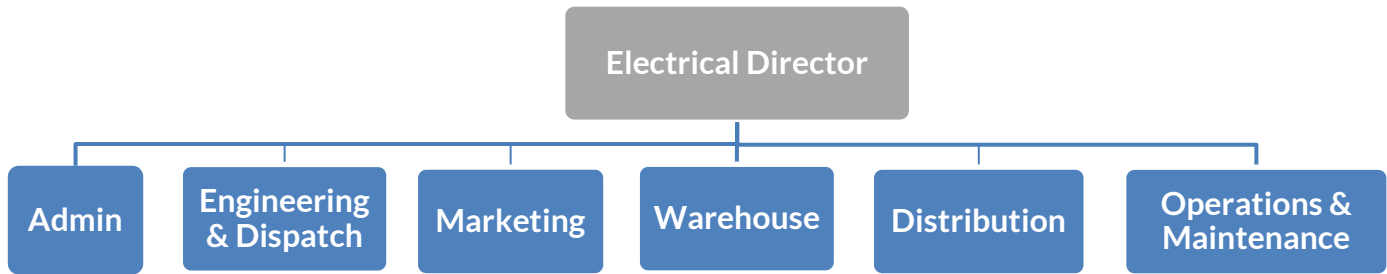 Electrical Director
Admin
Engineering
& Dispatch
Marketing
Warehouse
Distribution
Operations &
Maintenance